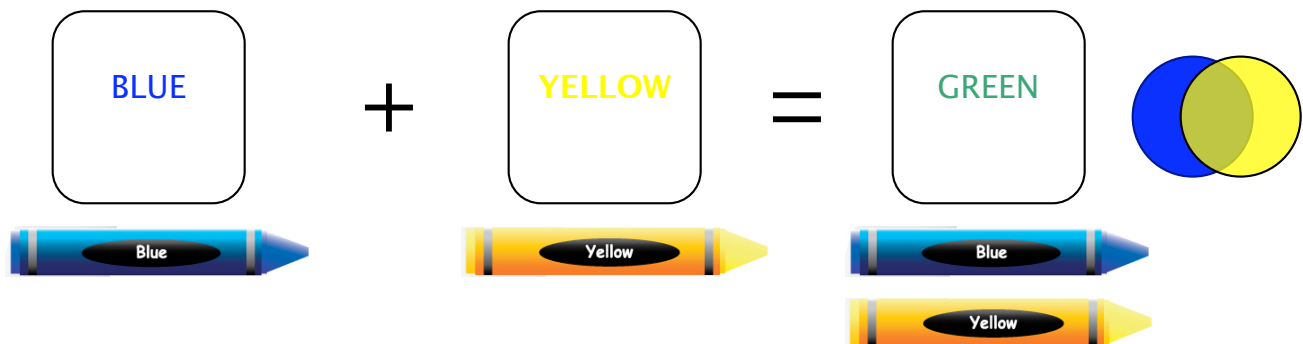 BLUE + YELLOW = GREEN
Blue Yellow Blue
Yellow